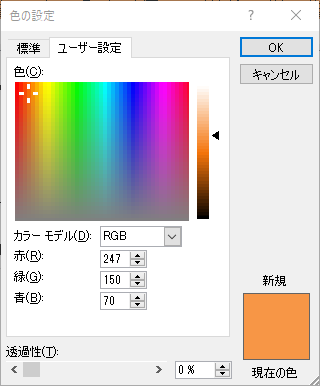 色の設定
? ×
標準 ユーザー設定
OK
キャンセル
色(C):
カラー モデル(D): RGB
赤(R): 247
緑(G): 150
青(B): 70
新規
現在の色
透過性(T):
0 %